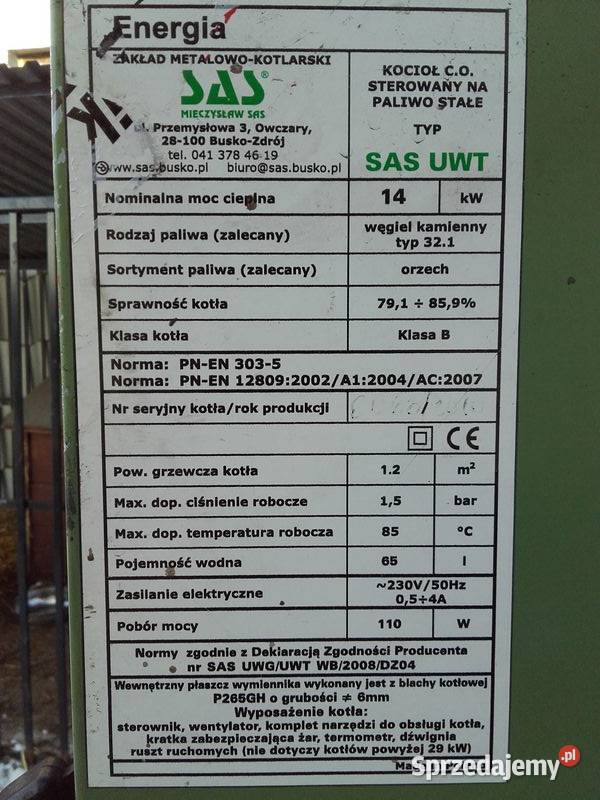 Energia
ZAKŁAD METALOWO-KOTLARSKI
SAS®
MIECZYSŁAW SAS
ul. Przemysłowa 3, Owczary,
28-100 Busko-Zdrój
tel. 041 378 46 19
www.sas.busko.pl biuro@sas.busko.pl
KOCIOŁ C.O.
STEROWANY NA
PALIWO STAŁE
TYP
SAS UWT
Nominalna moc cieplna 14 kW
Rodzaj paliwa (zalecany) węgiel kamienny
typ 32.1
Sortyment paliwa (zalecany) orzech
Sprawność kotła 79,1 ÷ 85,9%
Klasa kotła Klasa B
Norma: PN-EN 303-5
Norma: PN-EN 12809:2002/A1:2004/AC:2007
Nr seryjny kotła/rok produkcji
CE
Pow. grzewcza kotła 1.2 m²
Max. dop. ciśnienie robocze 1,5 bar
Max. dop. temperatura robocza 85 °C
Pojemność wodna 65 l
Zasilanie elektryczne ~230V/50Hz
0,5÷4A
Pobór mocy 110 W
Normy zgodnie z Deklaracją Zgodności Producenta
nr SAS UWG/UWT WB/2008/DZ04
Wewnętrzny płaszcz wymiennika wykonany jest z blachy kotłowej
P265GH o grubości ≠ 6mm
Wyposażenie kotła:
sterownik, wentylator, komplet narzędzi do obsługi kotła,
kratka zabezpieczająca żar, termometr, dźwignia
ruszt ruchomych (nie dotyczy kotłów powyżej 29 kW)
Sprzedajemy.pl